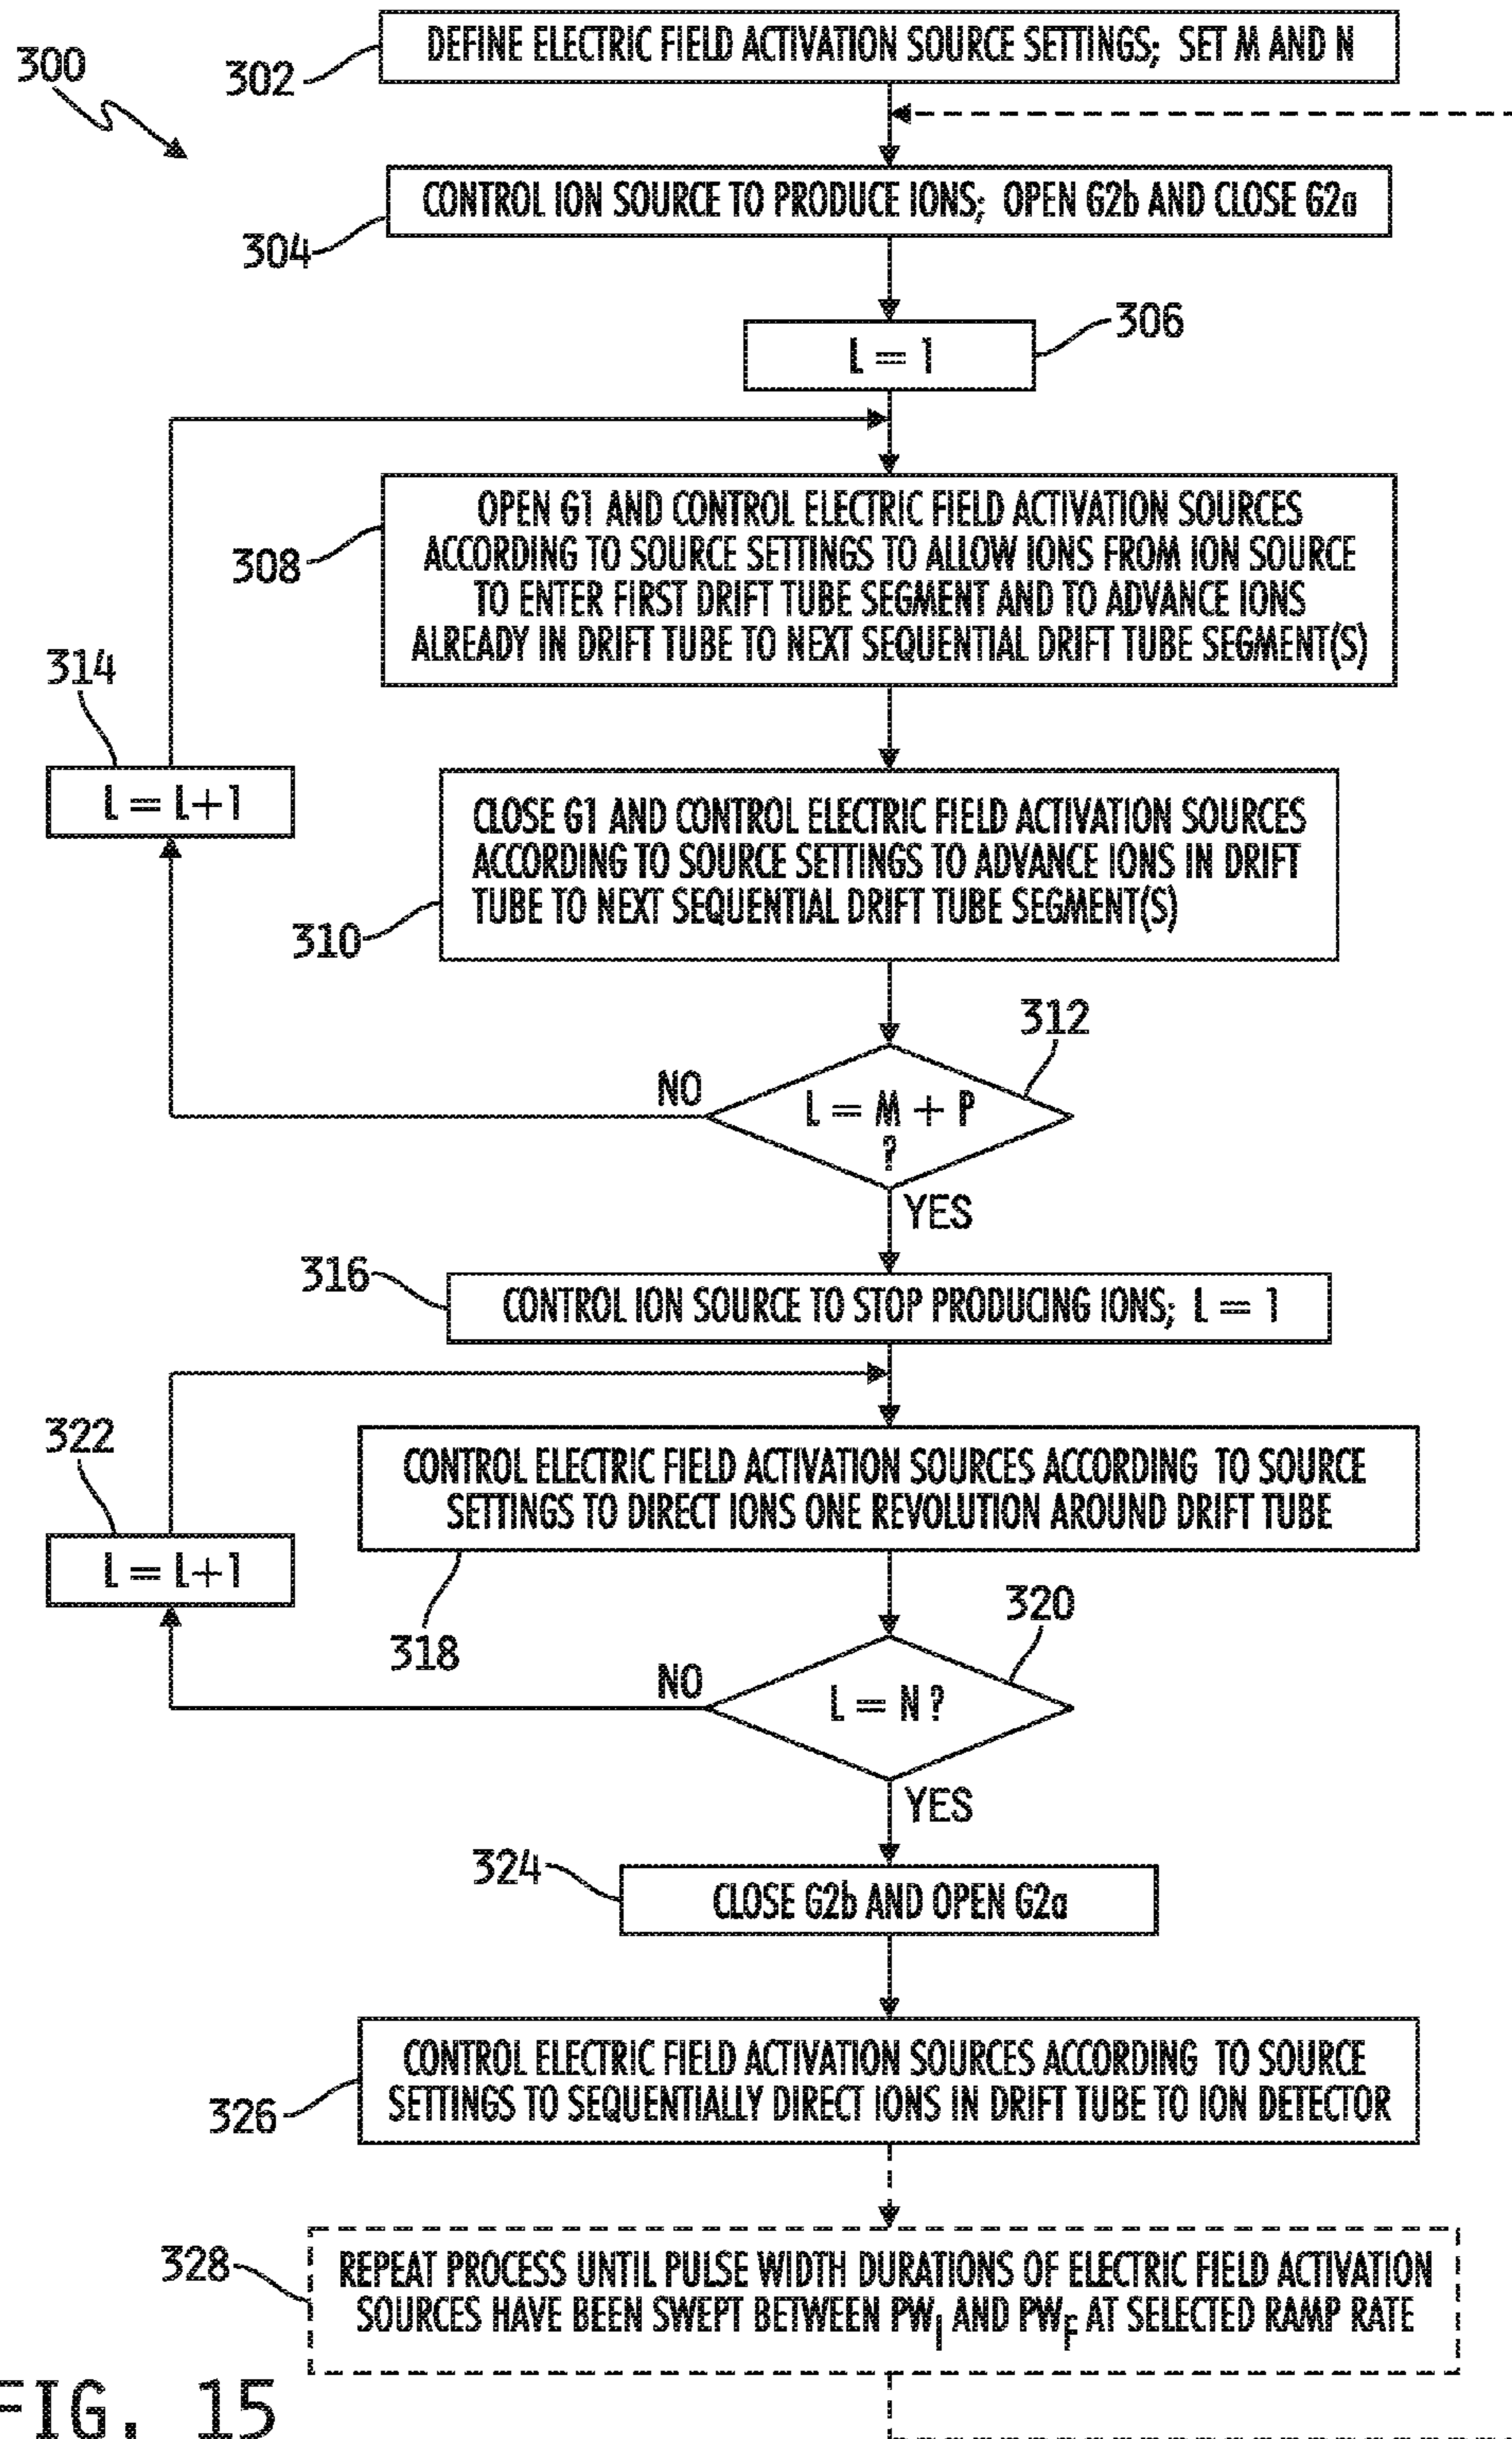 300
302
DEFINE ELECTRIC FIELD ACTIVATION SOURCE SETTINGS; SET M AND N
304
CONTROL ION SOURCE TO PRODUCE IONS; OPEN G2b AND CLOSE G2a
306
L = 1
308
OPEN G1 AND CONTROL ELECTRIC FIELD ACTIVATION SOURCES
ACCORDING TO SOURCE SETTINGS TO ALLOW IONS FROM ION SOURCE
TO ENTER FIRST DRIFT TUBE SEGMENT AND TO ADVANCE IONS
ALREADY IN DRIFT TUBE TO NEXT SEQUENTIAL DRIFT TUBE SEGMENT(S)
314
L = L+1
310
CLOSE G1 AND CONTROL ELECTRIC FIELD ACTIVATION SOURCES
ACCORDING TO SOURCE SETTINGS TO ADVANCE IONS IN DRIFT
TUBE TO NEXT SEQUENTIAL DRIFT TUBE SEGMENT(S)
312
NO
L = M + P
?
YES
316
CONTROL ION SOURCE TO STOP PRODUCING IONS; L = 1
322
L = L+1
CONTROL ELECTRIC FIELD ACTIVATION SOURCES ACCORDING TO SOURCE
SETTINGS TO DIRECT IONS ONE REVOLUTION AROUND DRIFT TUBE
318
320
NO
L = N ?
YES
324
CLOSE G2b AND OPEN G2a
326
CONTROL ELECTRIC FIELD ACTIVATION SOURCES ACCORDING TO SOURCE
SETTINGS TO SEQUENTIALLY DIRECT IONS IN DRIFT TUBE TO ION DETECTOR
328
REPEAT PROCESS UNTIL PULSE WIDTH DURATIONS OF ELECTRIC FIELD ACTIVATION
SOURCES HAVE BEEN SWEPT BETWEEN PWI AND PWF AT SELECTED RAMP RATE
FIG. 15